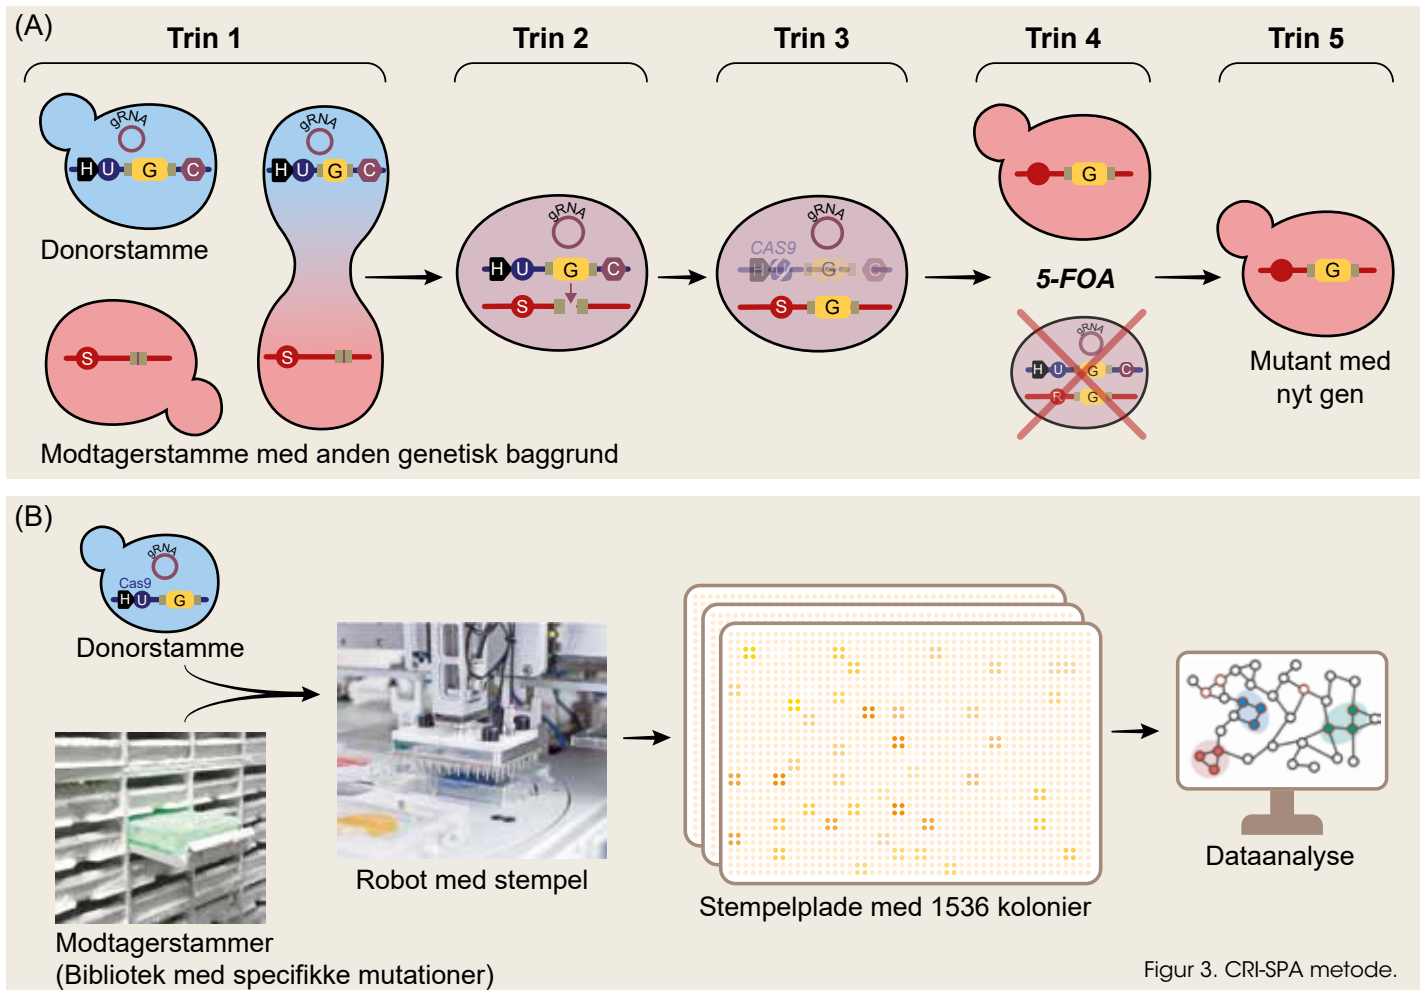 (A)
Trin 1
Trin 2
Trin 3
Trin 4
Trin 5
gRNA
H U G C
Donorstamme
S
gRNA
H U G C
S
Modtagerstamme med anden genetisk baggrund
gRNA
H U G C
S
gRNA
CAS9
H U G C
S G
G
5-FOA
gRNA
H U G C
R G
G
Mutant med
nyt gen
(B)
gRNA
Cas9
H U G
Donorstamme
Modtagerstammer
(Bibliotek med specifikke mutationer)
Robot med stempel
Stempelplade med 1536 kolonier
Dataanalyse
Figur 3. CRI-SPA metode.